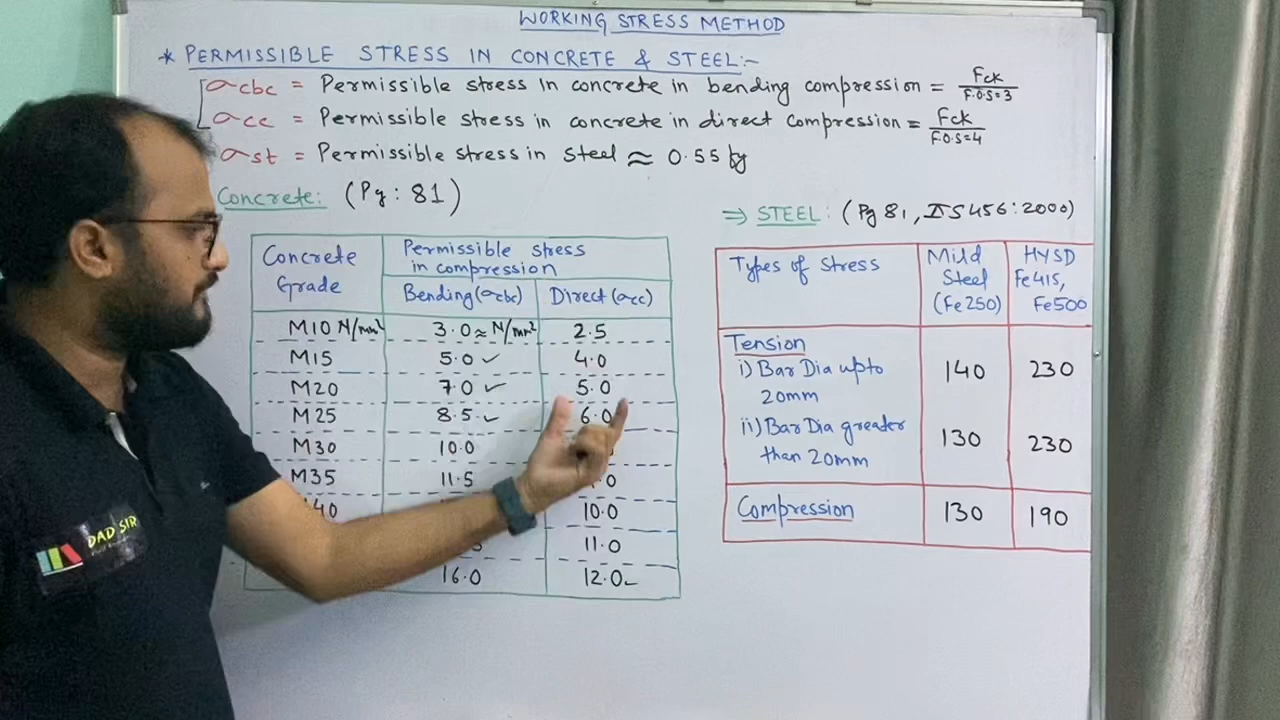 WORKING STRESS METHOD
* PERMISSIBLE STRESS IN CONCRETE & STEEL:-
σcbc = Permissible stress in concrete in bending compression = Fck / F.O.S=3
σcc = Permissible stress in concrete in direct compression = Fck / F.O.S=4
σst = Permissible stress in steel ≈ 0.55 fy
Concrete: (Pg: 81)
⇒ STEEL: (Pg 81, IS456:2000)
Concrete Grade
Permissible stress in compression
Bending (σcbc) Direct (σcc)
M10 N/mm² 3.0 ≈ N/mm² 2.5
M15 5.0 ✓ 4.0
M20 7.0 ✓ 5.0
M25 8.5 ✓ 6.0
M30 10.0
M35 11.5 .0
40 10.0
11.0
16.0 12.0
Types of Stress
Mild Steel (Fe250)
HYSD Fe415, Fe500
Tension
i) Bar Dia upto 20mm 140 230
ii) Bar Dia greater than 20mm 130 230
Compression 130 190
DAD SIR